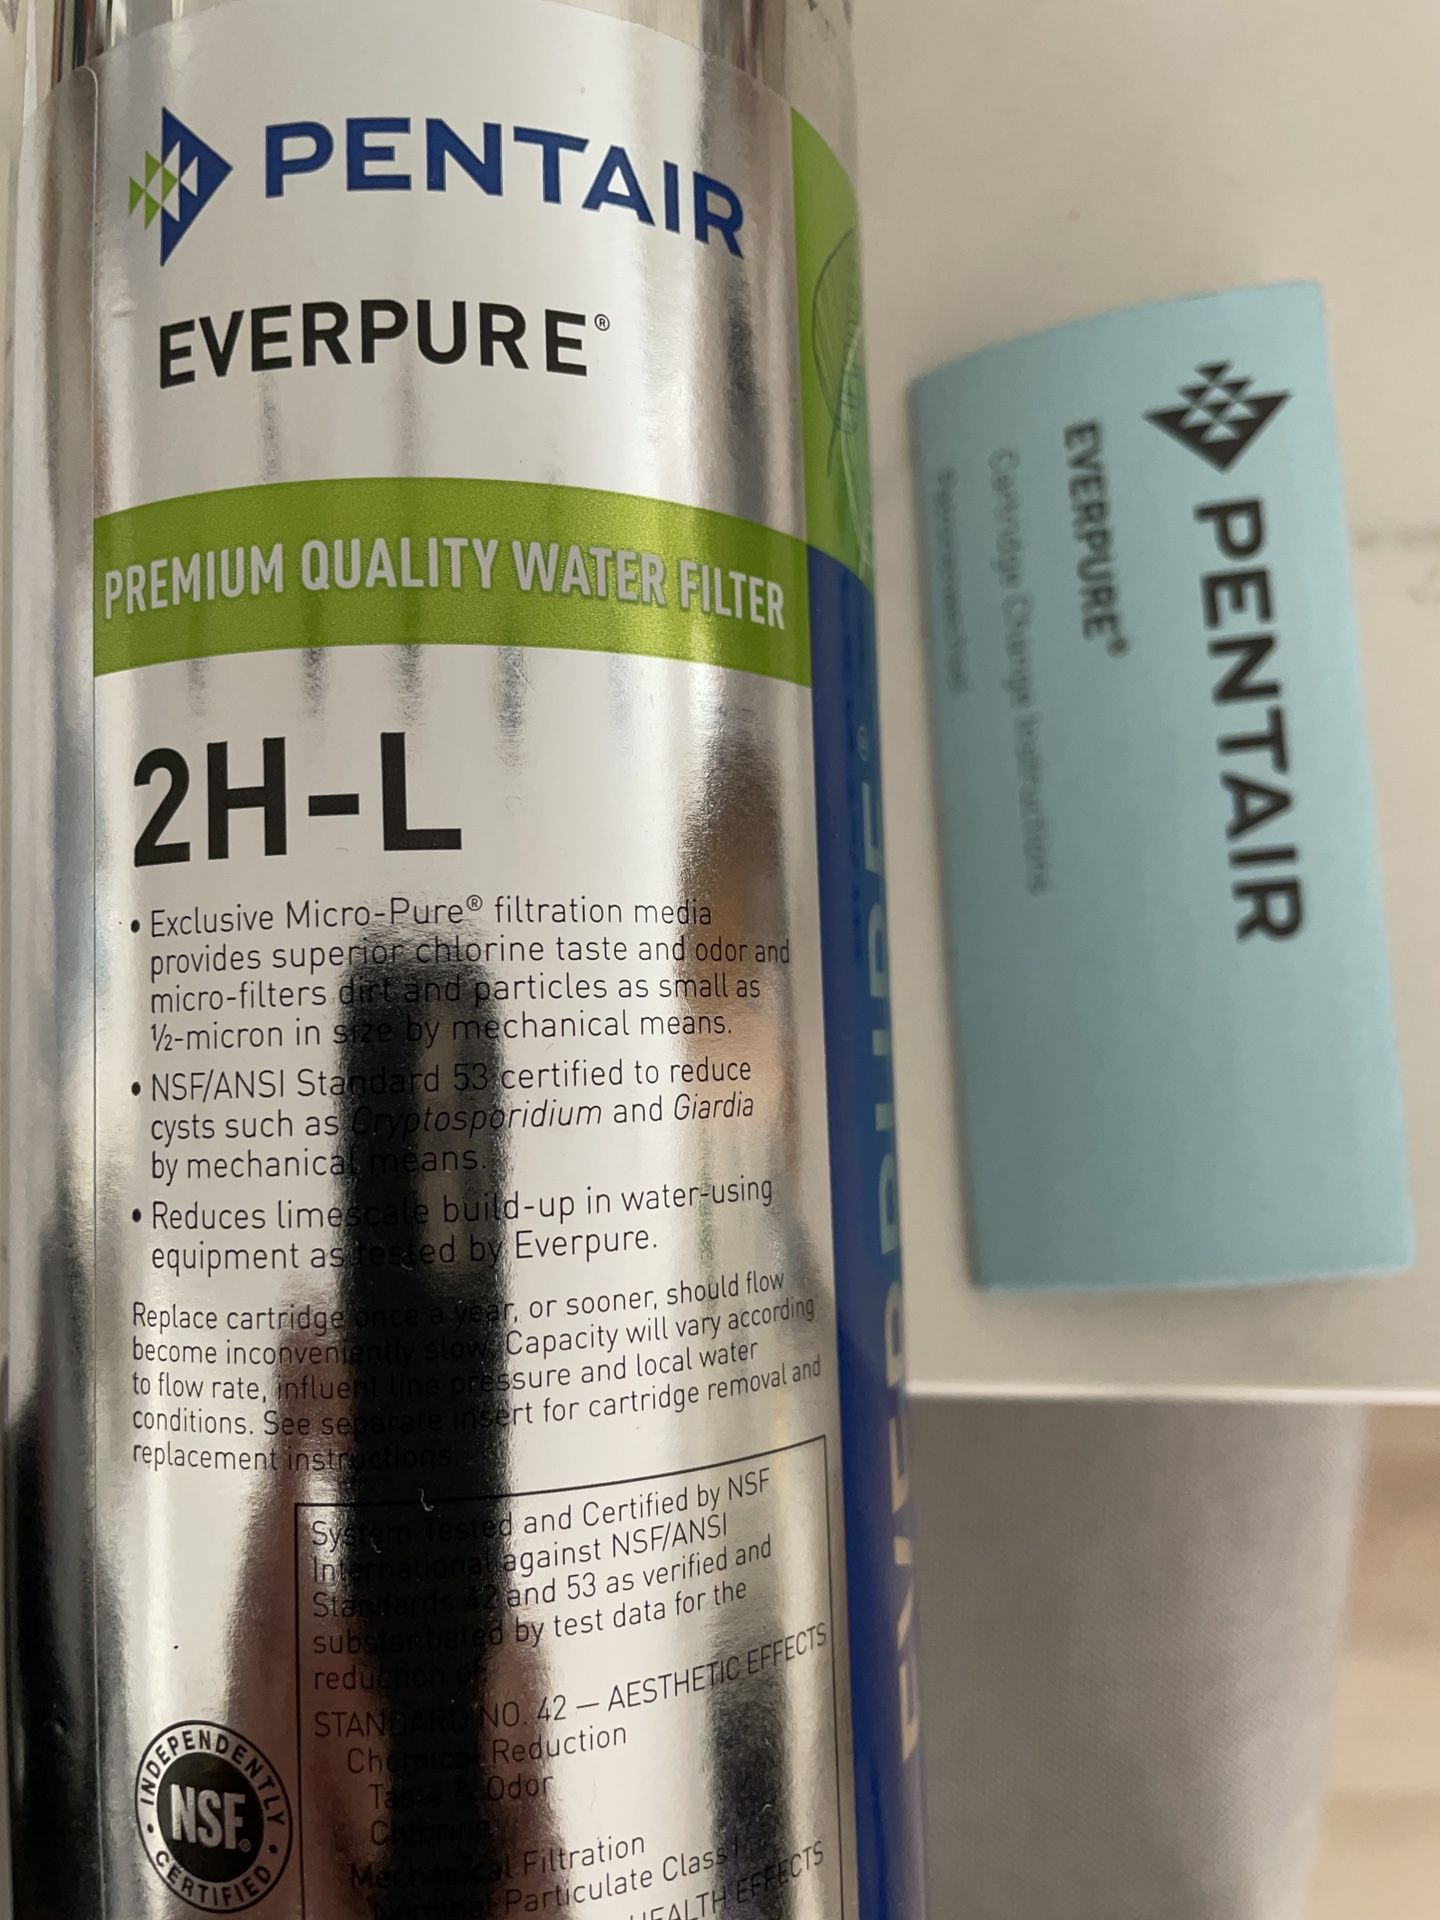 PENTAIR
EVERPURE®
PREMIUM QUALITY WATER FILTER
2H-L
• Exclusive Micro-Pure® filtration media
provides superior chlorine taste and odor and
micro-filters dirt and particles as small as
½-micron in size by mechanical means.
• NSF/ANSI Standard 53 certified to reduce
cysts such as Cryptosporidium and Giardia
by mechanical means.
• Reduces limescale build-up in water-using
equipment as tested by Everpure.
Replace cartridge once a year, or sooner, should flow
become inconveniently slow. Capacity will vary according
to flow rate, influent line pressure and local water
conditions. See separate insert for cartridge removal and
replacement instructions.
System Tested and Certified by NSF
International against NSF/ANSI
Standards 42 and 53 as verified and
substantiated by test data for the
reduction of:
STANDARD NO. 42 — AESTHETIC EFFECTS
Chemical Reduction
Taste & Odor
Chlorine
Mechanical Filtration
Nominal Particulate Class I
HEALTH EFFECTS
INDEPENDENTLY
NSF®
CERTIFIED
EVERPURE®
PENTAIR
EVERPURE®
Cartridge Change Instructions